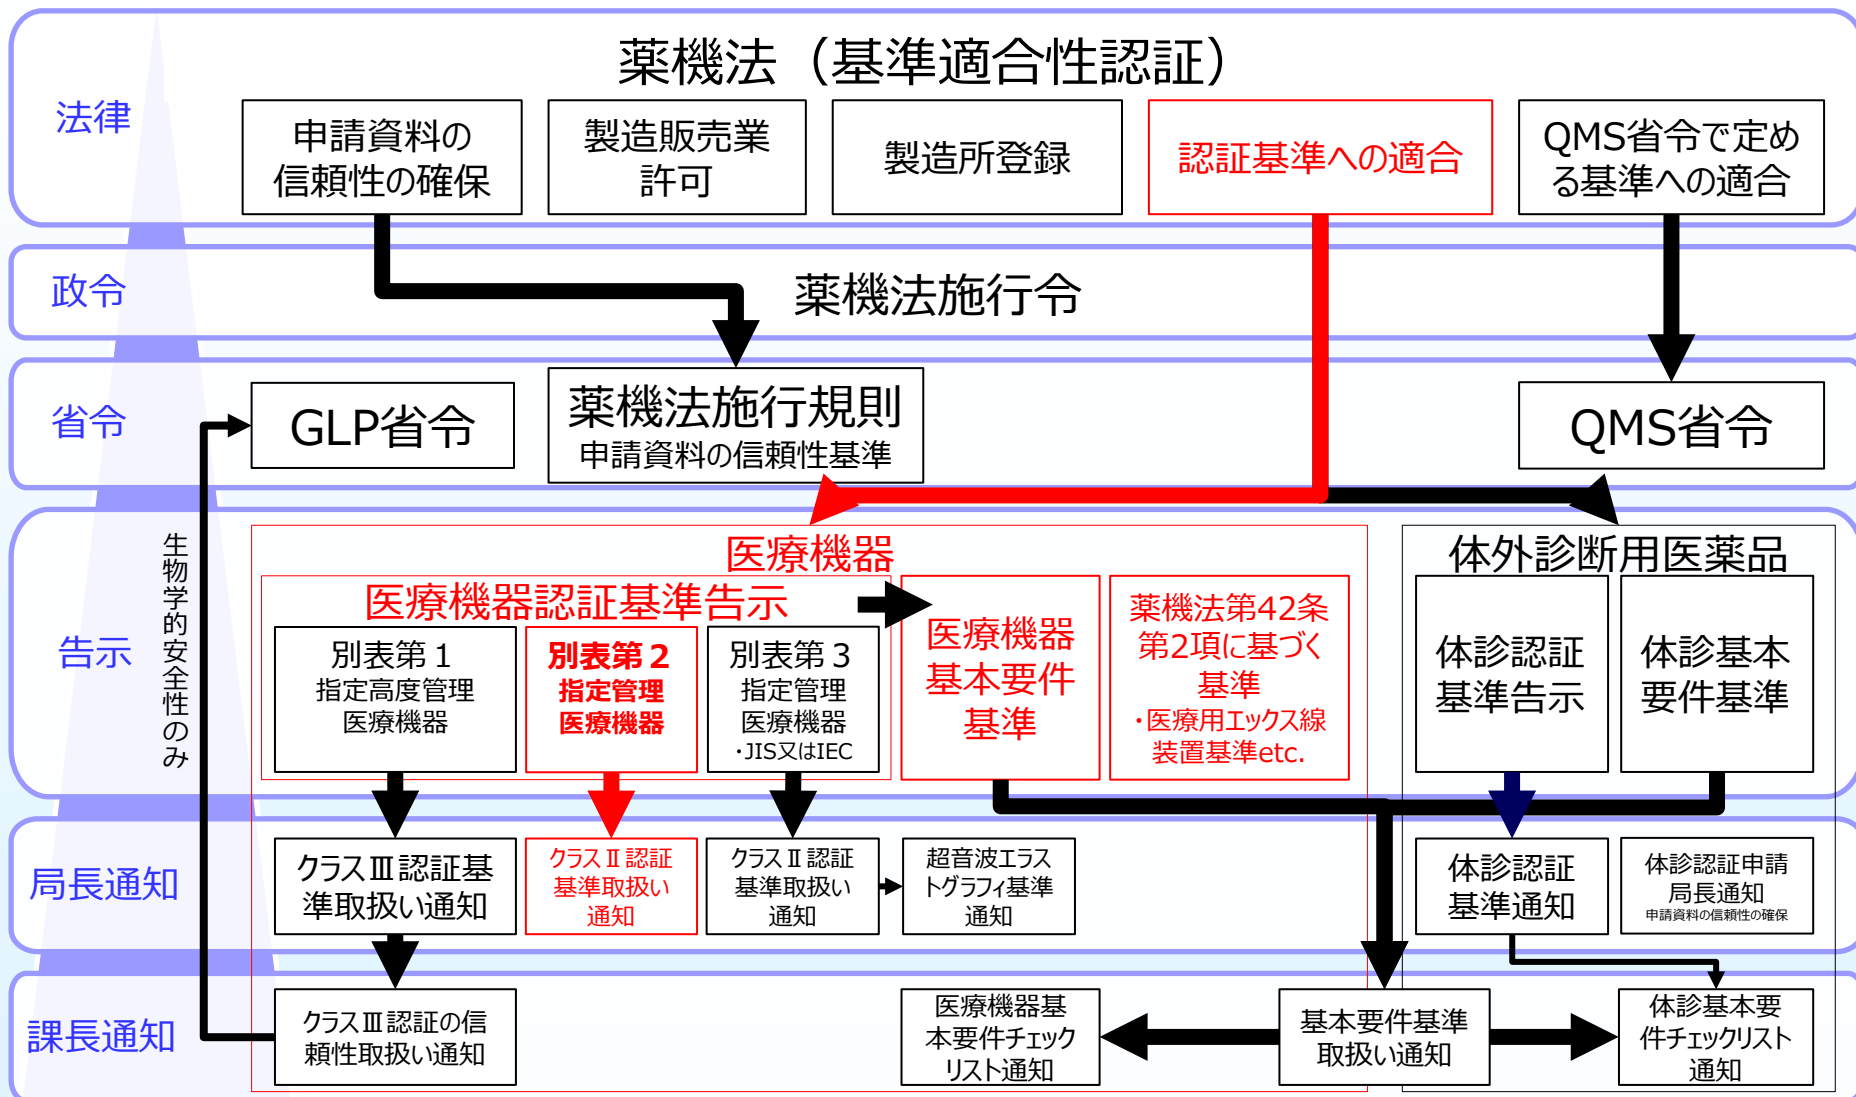 薬機法（基準適合性認証）
法律
申請資料の
信頼性の確保
製造販売業
許可
製造所登録
認証基準への適合
QMS省令で定め
る基準への適合
政令
薬機法施行令
省令
GLP省令
薬機法施行規則
申請資料の信頼性基準
QMS省令
告示
生物学的安全性のみ
医療機器
医療機器認証基準告示
別表第１
指定高度管理
医療機器
別表第２
指定管理
医療機器
別表第３
指定管理
医療機器
・JIS又はIEC
医療機器
基本要件
基準
薬機法第42条
第2項に基づく
基準
・医療用エックス線
装置基準etc.
体外診断用医薬品
体診認証
基準告示
体診基本
要件基準
局長通知
クラスⅢ認証基
準取扱い通知
クラスⅡ認証
基準取扱い
通知
クラスⅡ認証
基準取扱い
通知
超音波エラス
トグラフィ基準
通知
体診認証
基準通知
体診認証申請
局長通知
申請資料の信頼性の確保
課長通知
クラスⅢ認証の信
頼性取扱い通知
医療機器基
本要件チェック
リスト通知
基本要件基準
取扱い通知
体診基本要
件チェックリスト
通知